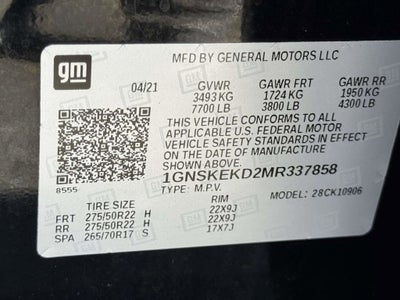 gm
MFD BY GENERAL MOTORS LLC
04/21 GVWR GAWR FRT GAWR RR
3493 KG 1724 KG 1950 KG
7700 LB 3800 LB 4300 LB
THIS VEHICLE CONFORMS TO ALL
APPLICABLE U.S. FEDERAL MOTOR
VEHICLE SAFETY STANDARDS IN
EFFECT ON THE DATE OF
MANUFACTURE SHOWN ABOVE.
1GNSKEKD2MR337858
8555 TYPE: M.P.V. MODEL: 28CK10906
TIRE SIZE RIM
FRT 275/50R22 H 22X9J
RR 275/50R22 H 22X9J
SPA 265/70R17 S 17X7J